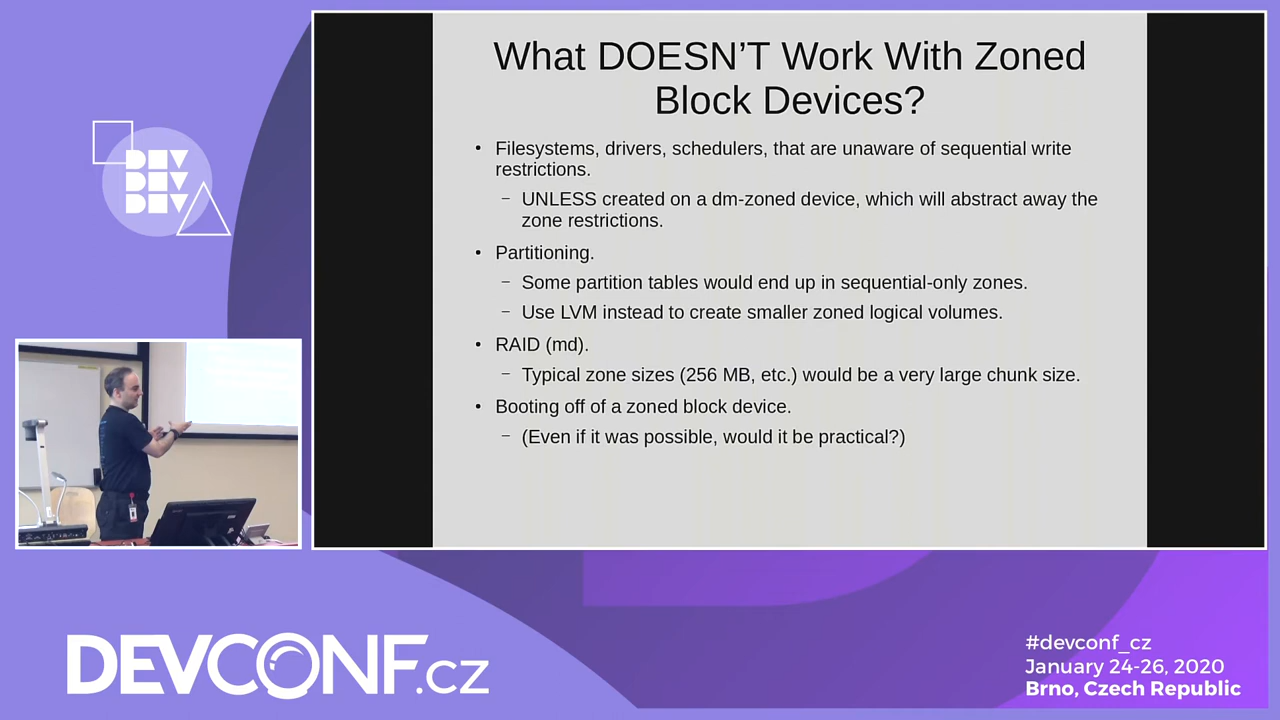 What DOESN’T Work With Zoned
Block Devices?
• Filesystems, drivers, schedulers, that are unaware of sequential write
restrictions.
– UNLESS created on a dm-zoned device, which will abstract away the
zone restrictions.
• Partitioning.
– Some partition tables would end up in sequential-only zones.
– Use LVM instead to create smaller zoned logical volumes.
• RAID (md).
– Typical zone sizes (256 MB, etc.) would be a very large chunk size.
• Booting off of a zoned block device.
– (Even if it was possible, would it be practical?)
DEV
DEV
DEV
DEVCONF.cz
#devconf_cz
January 24-26, 2020
Brno, Czech Republic